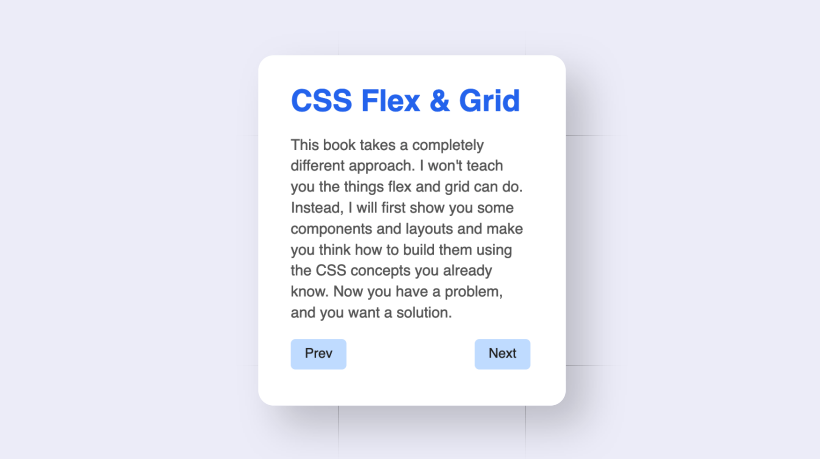 CSS Flex & Grid
This book takes a completely
different approach. I won't teach
you the things flex and grid can do.
Instead, I will first show you some
components and layouts and make
you think how to build them using
the CSS concepts you already
know. Now you have a problem,
and you want a solution.
Prev
Next